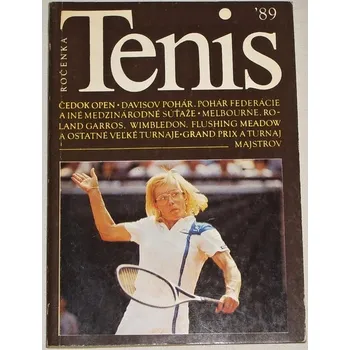 ROČENKA
Tenis '89
ČEDOK OPEN • DAVISOV POHÁR, POHÁR FEDERÁCIE
A INÉ MEDZINÁRODNÉ SÚŤAŽE • MELBOURNE, RO-
LAND GARROS, WIMBLEDON, FLUSHING MEADOW
A OSTATNÉ VEĽKÉ TURNAJE • GRAND PRIX A TURNAJ
MAJSTROV